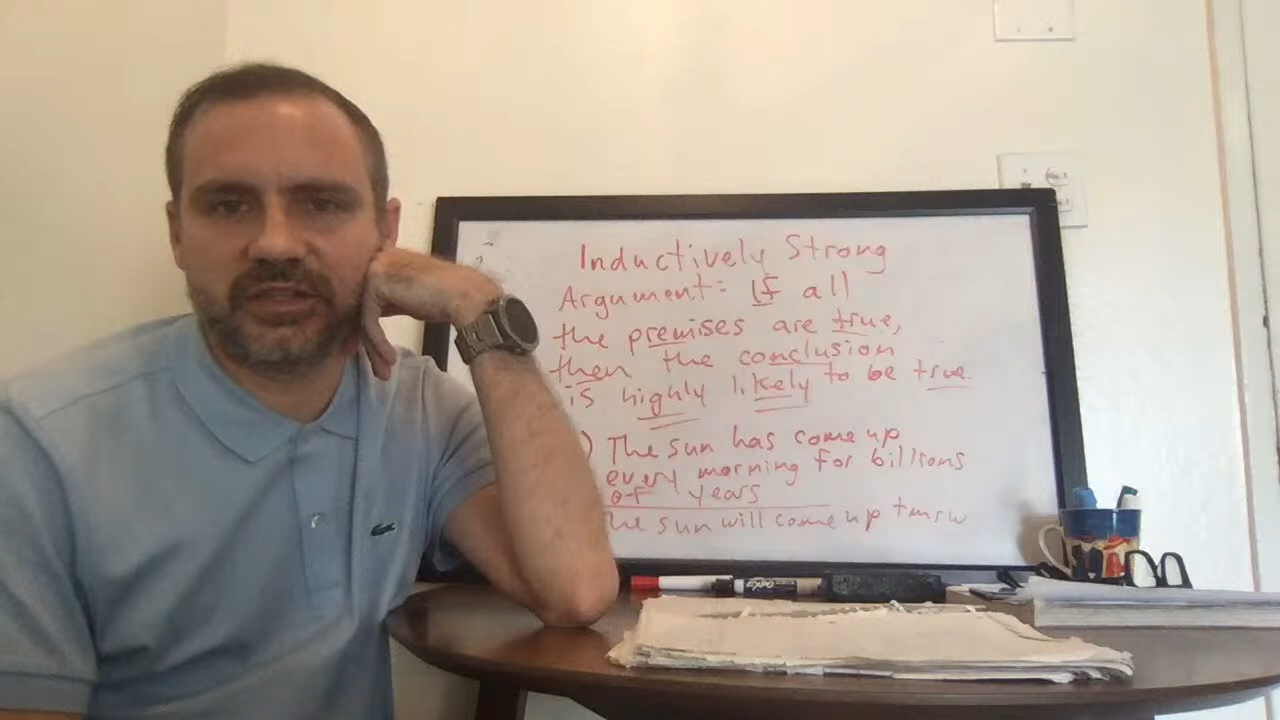 Inductively Strong
Argument: If all
the premises are true,
then the conclusion
is highly likely to be true
) The sun has come up
every morning for billions
of years
The sun will come up tmrw